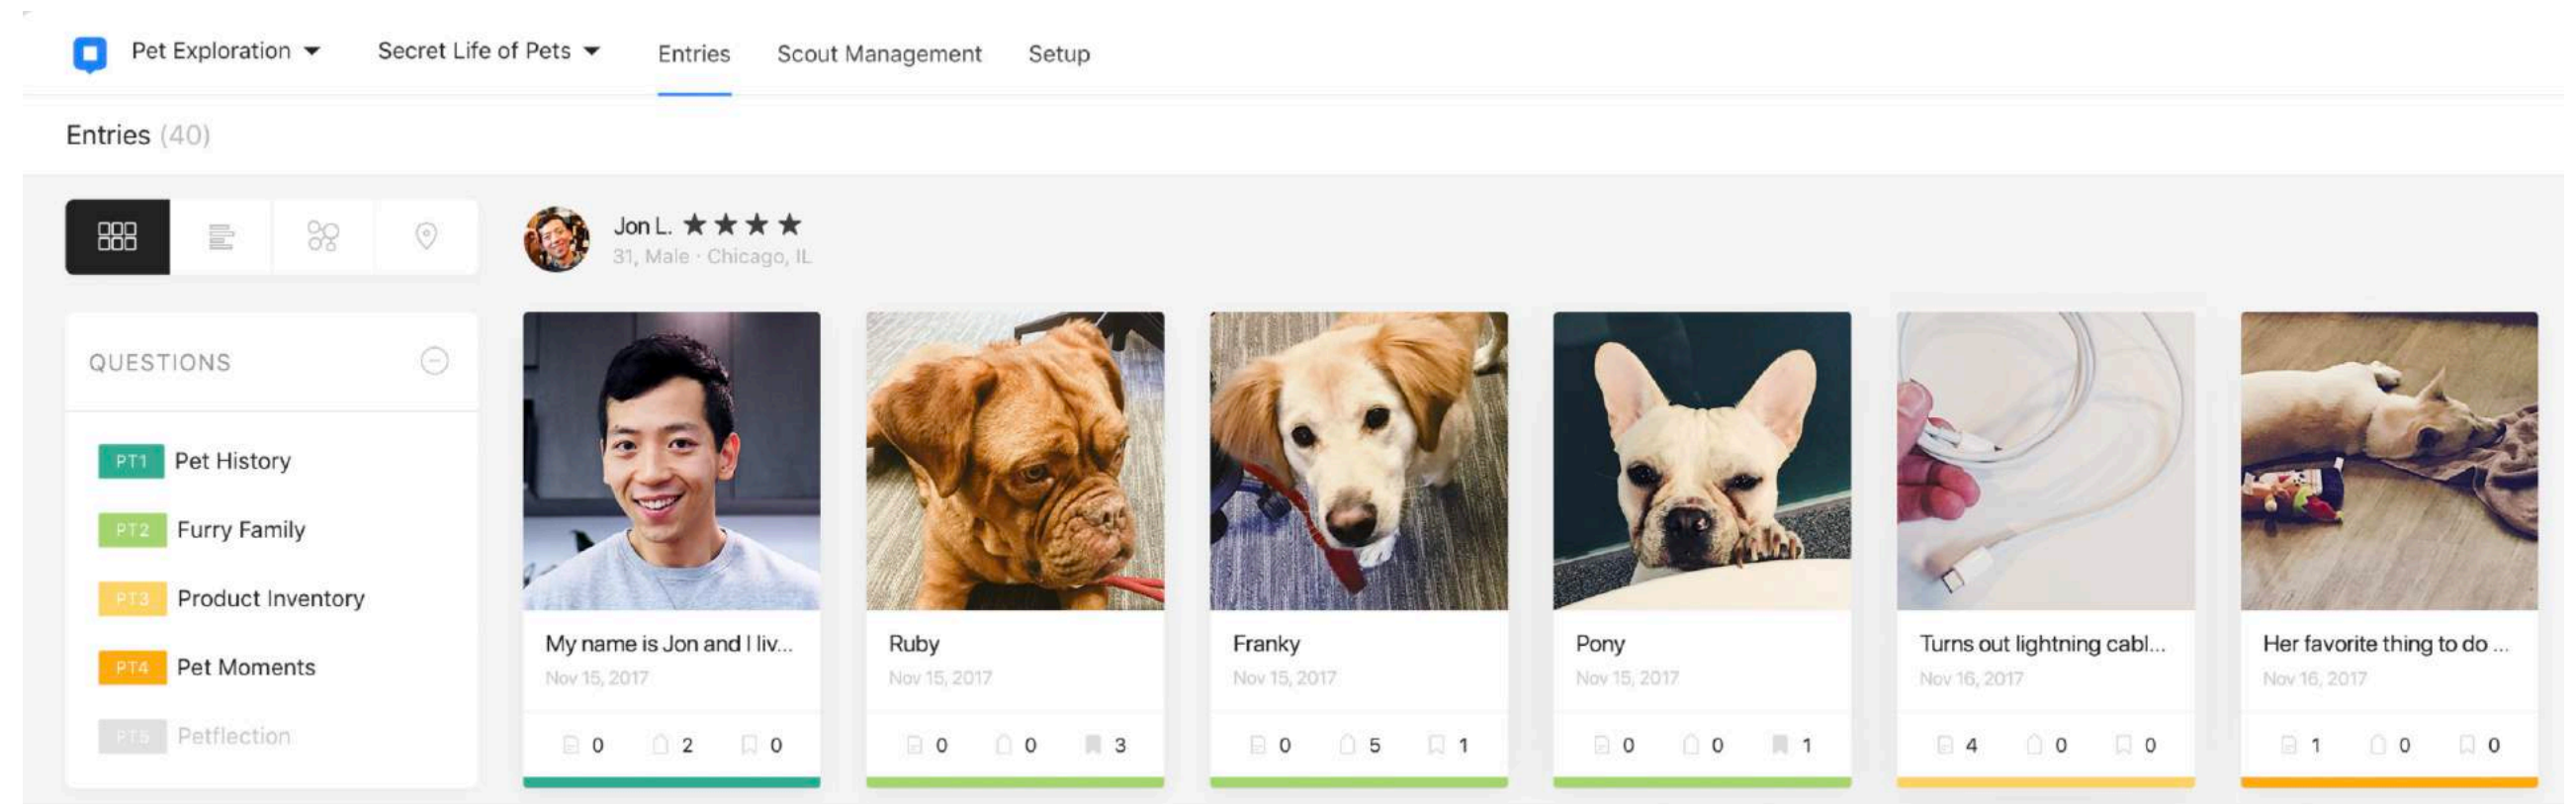 Pet Exploration Secret Life of Pets Entries Scout Management Setup
Entries (40)
Jon L. ★★★★
31, Male · Chicago, IL
QUESTIONS
PT1 Pet History
PT2 Furry Family
PT3 Product Inventory
PT4 Pet Moments
PT5 Petflection
My name is Jon and I liv...
Nov 15, 2017
0 2 0
Ruby
Nov 15, 2017
0 0 3
Franky
Nov 15, 2017
0 5 1
Pony
Nov 15, 2017
0 0 1
Turns out lightning cabl...
Nov 16, 2017
4 0 0
Her favorite thing to do ...
Nov 16, 2017
1 0 0